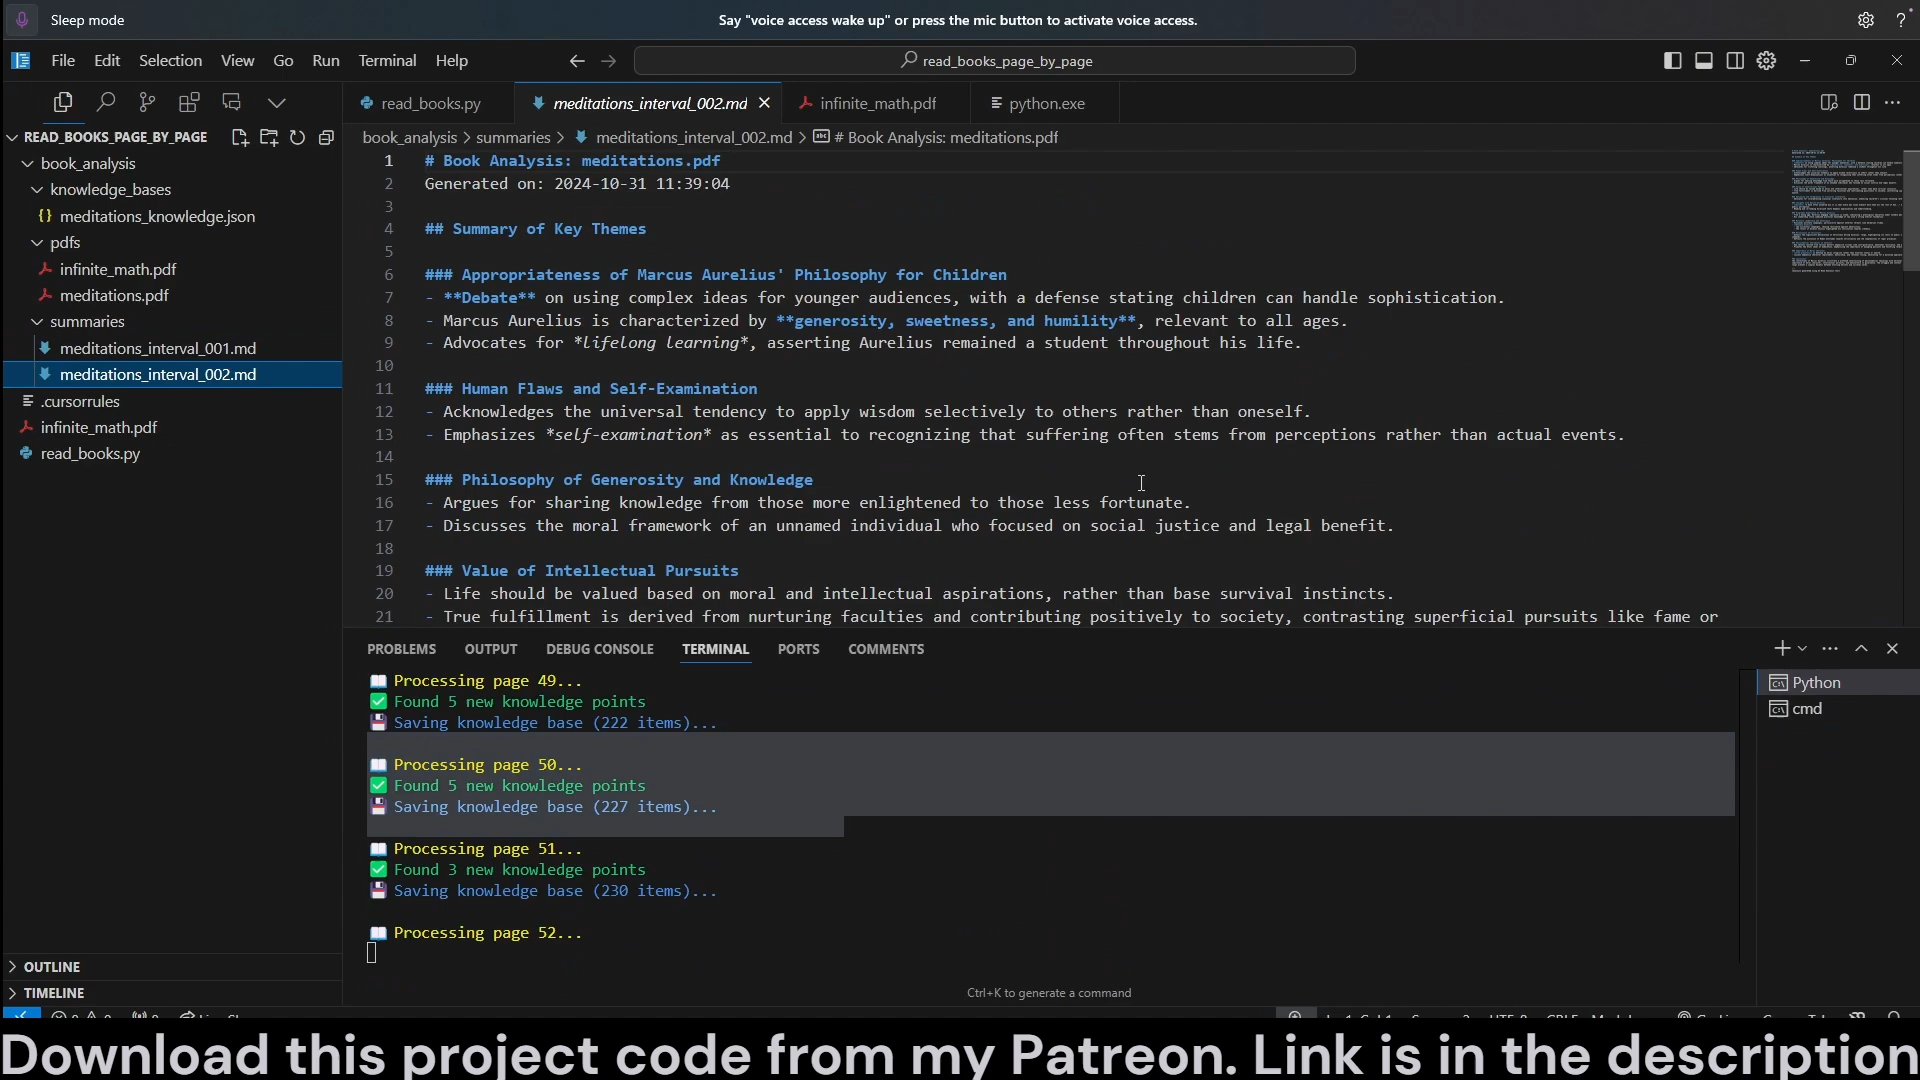 Sleep mode
Say "voice access wake up" or press the mic button to activate voice access.
?
File Edit Selection View Go Run Terminal Help
read_books_page_by_page
read_books.py
meditations_interval_002.md
infinite_math.pdf
python.exe
READ_BOOKS_PAGE_BY_PAGE
book_analysis
knowledge_bases
{} meditations_knowledge.json
pdfs
infinite_math.pdf
meditations.pdf
summaries
meditations_interval_001.md
meditations_interval_002.md
.cursorrules
infinite_math.pdf
read_books.py
OUTLINE
TIMELINE
book_analysis > summaries > meditations_interval_002.md > # Book Analysis: meditations.pdf
1 # Book Analysis: meditations.pdf
2 Generated on: 2024-10-31 11:39:04
3
4 ## Summary of Key Themes
5
6 ### Appropriateness of Marcus Aurelius' Philosophy for Children
7 - **Debate** on using complex ideas for younger audiences, with a defense stating children can handle sophistication.
8 - Marcus Aurelius is characterized by **generosity, sweetness, and humility**, relevant to all ages.
9 - Advocates for *lifelong learning*, asserting Aurelius remained a student throughout his life.
10
11 ### Human Flaws and Self-Examination
12 - Acknowledges the universal tendency to apply wisdom selectively to others rather than oneself.
13 - Emphasizes *self-examination* as essential to recognizing that suffering often stems from perceptions rather than actual events.
14
15 ### Philosophy of Generosity and Knowledge
16 - Argues for sharing knowledge from those more enlightened to those less fortunate.
17 - Discusses the moral framework of an unnamed individual who focused on social justice and legal benefit.
18
19 ### Value of Intellectual Pursuits
20 - Life should be valued based on moral and intellectual aspirations, rather than base survival instincts.
21 - True fulfillment is derived from nurturing faculties and contributing positively to society, contrasting superficial pursuits like fame or
PROBLEMS OUTPUT DEBUG CONSOLE TERMINAL PORTS COMMENTS
Processing page 49...
Found 5 new knowledge points
Saving knowledge base (222 items)...
Processing page 50...
Found 5 new knowledge points
Saving knowledge base (227 items)...
Processing page 51...
Found 3 new knowledge points
Saving knowledge base (230 items)...
Processing page 52...
Python
cmd
Ctrl+K to generate a command
Download this project code from my Patreon. Link is in the description